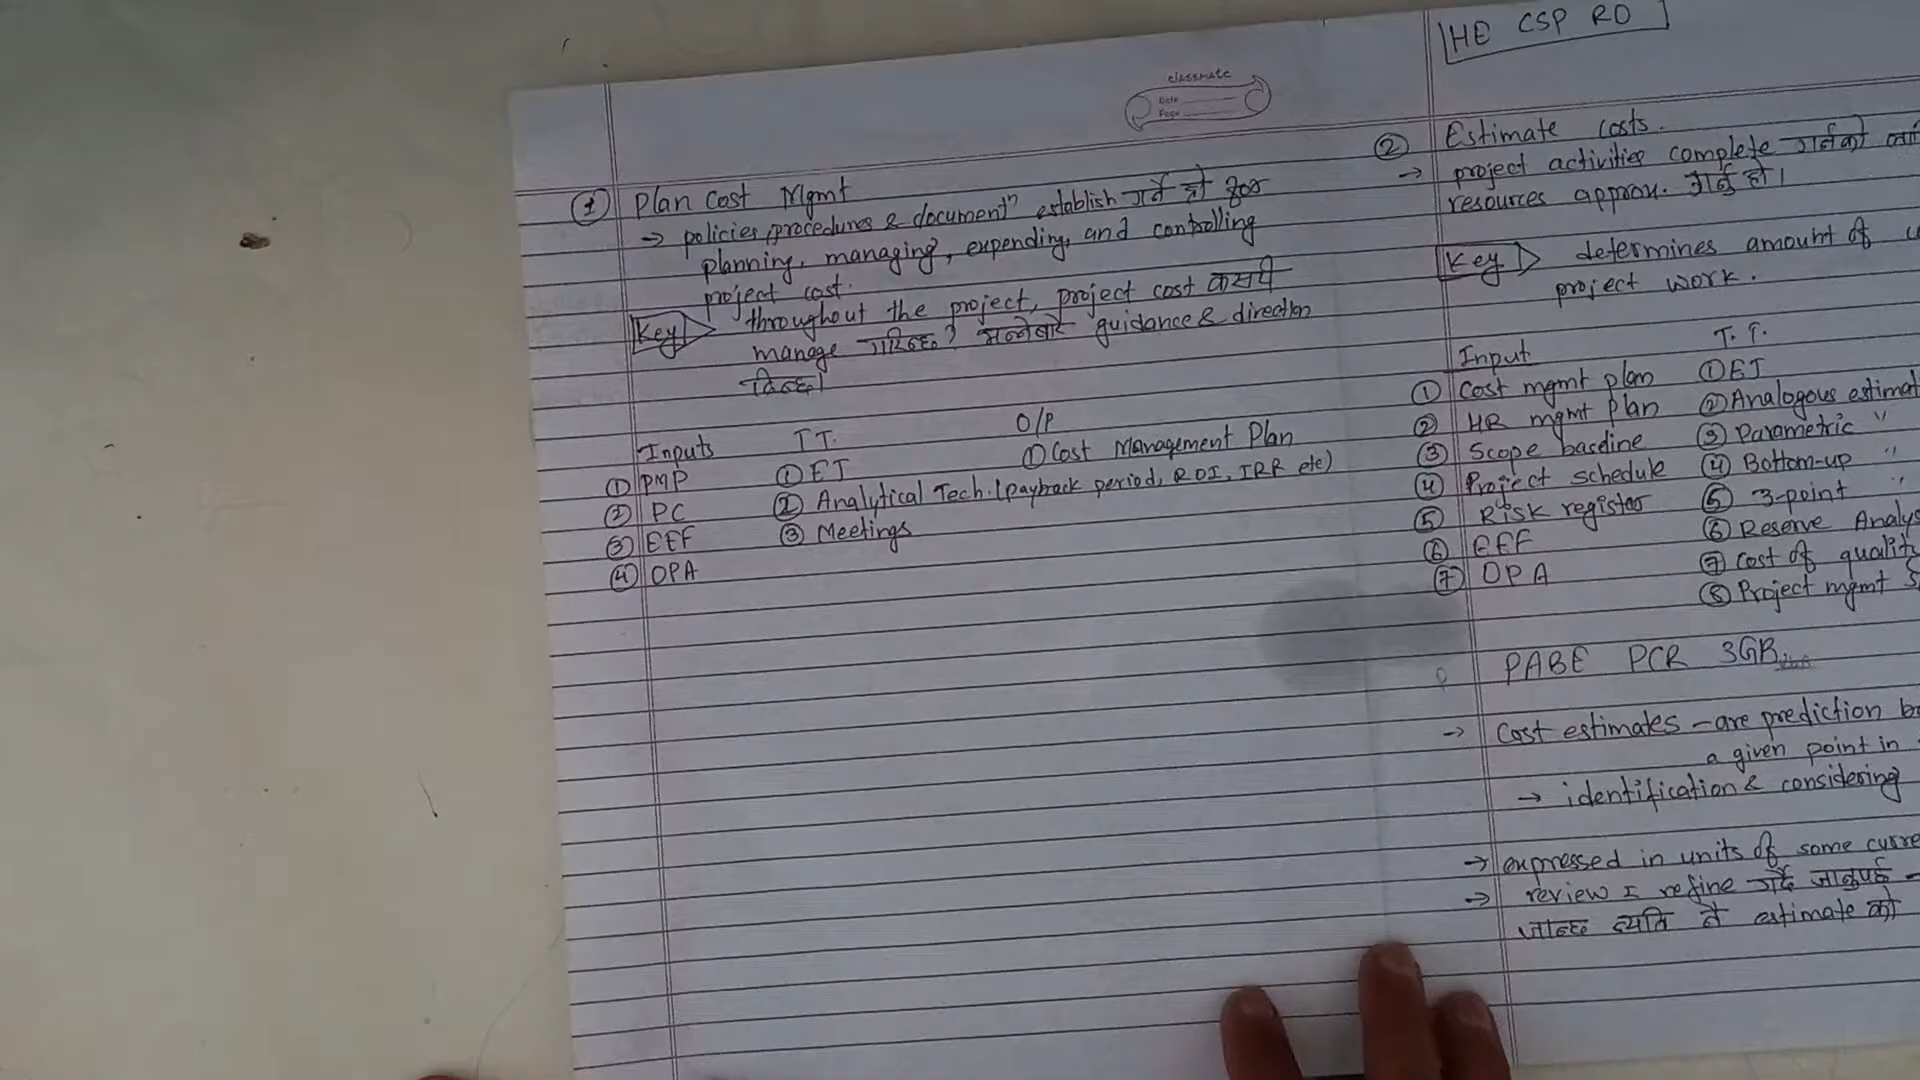 classmate
Date
Page
① Plan Cost Mgmt
→ policies, procedures & documentⁿ establish गर्ने हो for
planning, managing, expending, and controlling
project cost.
Key throughout the project, project cost कसरी
manage गरिन्छ? भन्नेबारे guidance & direction
दिन्छ।
Inputs T.T. O/P
① PMP ① EJ ① Cost Management Plan
② PC ② Analytical Tech. (payback period, ROI, IRR etc)
③ EEF ③ Meetings
④ OPA
HE CSP RO
② Estimate costs.
→ project activities complete गर्नको
resources approx. गर्नु हो।
Key determines amount of
project work.
Input T.T.
① Cost mgmt plan ① EJ
② HR mgmt plan ② Analogous estimat
③ Scope baseline ③ Parametric "
④ Project schedule ④ Bottom-up "
⑤ Risk register ⑤ 3-point "
⑥ EEF ⑥ Reserve Analys
⑦ OPA ⑦ Cost of qualit
⑧ Project mgmt S
PABE PCR 3GB
→ Cost estimates - are prediction b
a given point in
→ identification & considering
→ expressed in units of some curre
→ review र refine गर्दै जानुपर्छ -
जान्छ त्यति नै estimate को